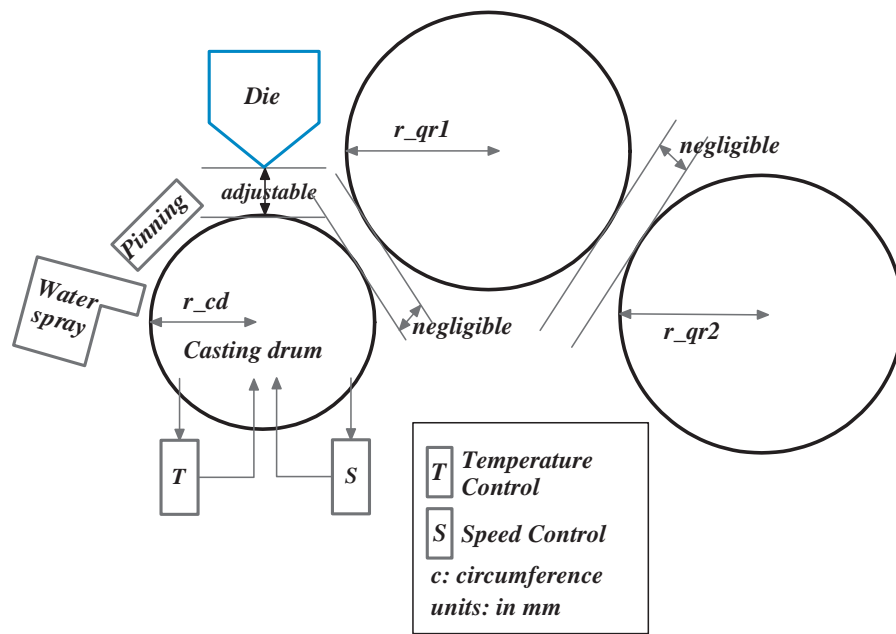 Die
r_qr1
negligible
adjustable
Pinning
Water
spray
r_cd
negligible
r_qr2
Casting drum
T
S
T Temperature
Control
S Speed Control
c: circumference
units: in mm